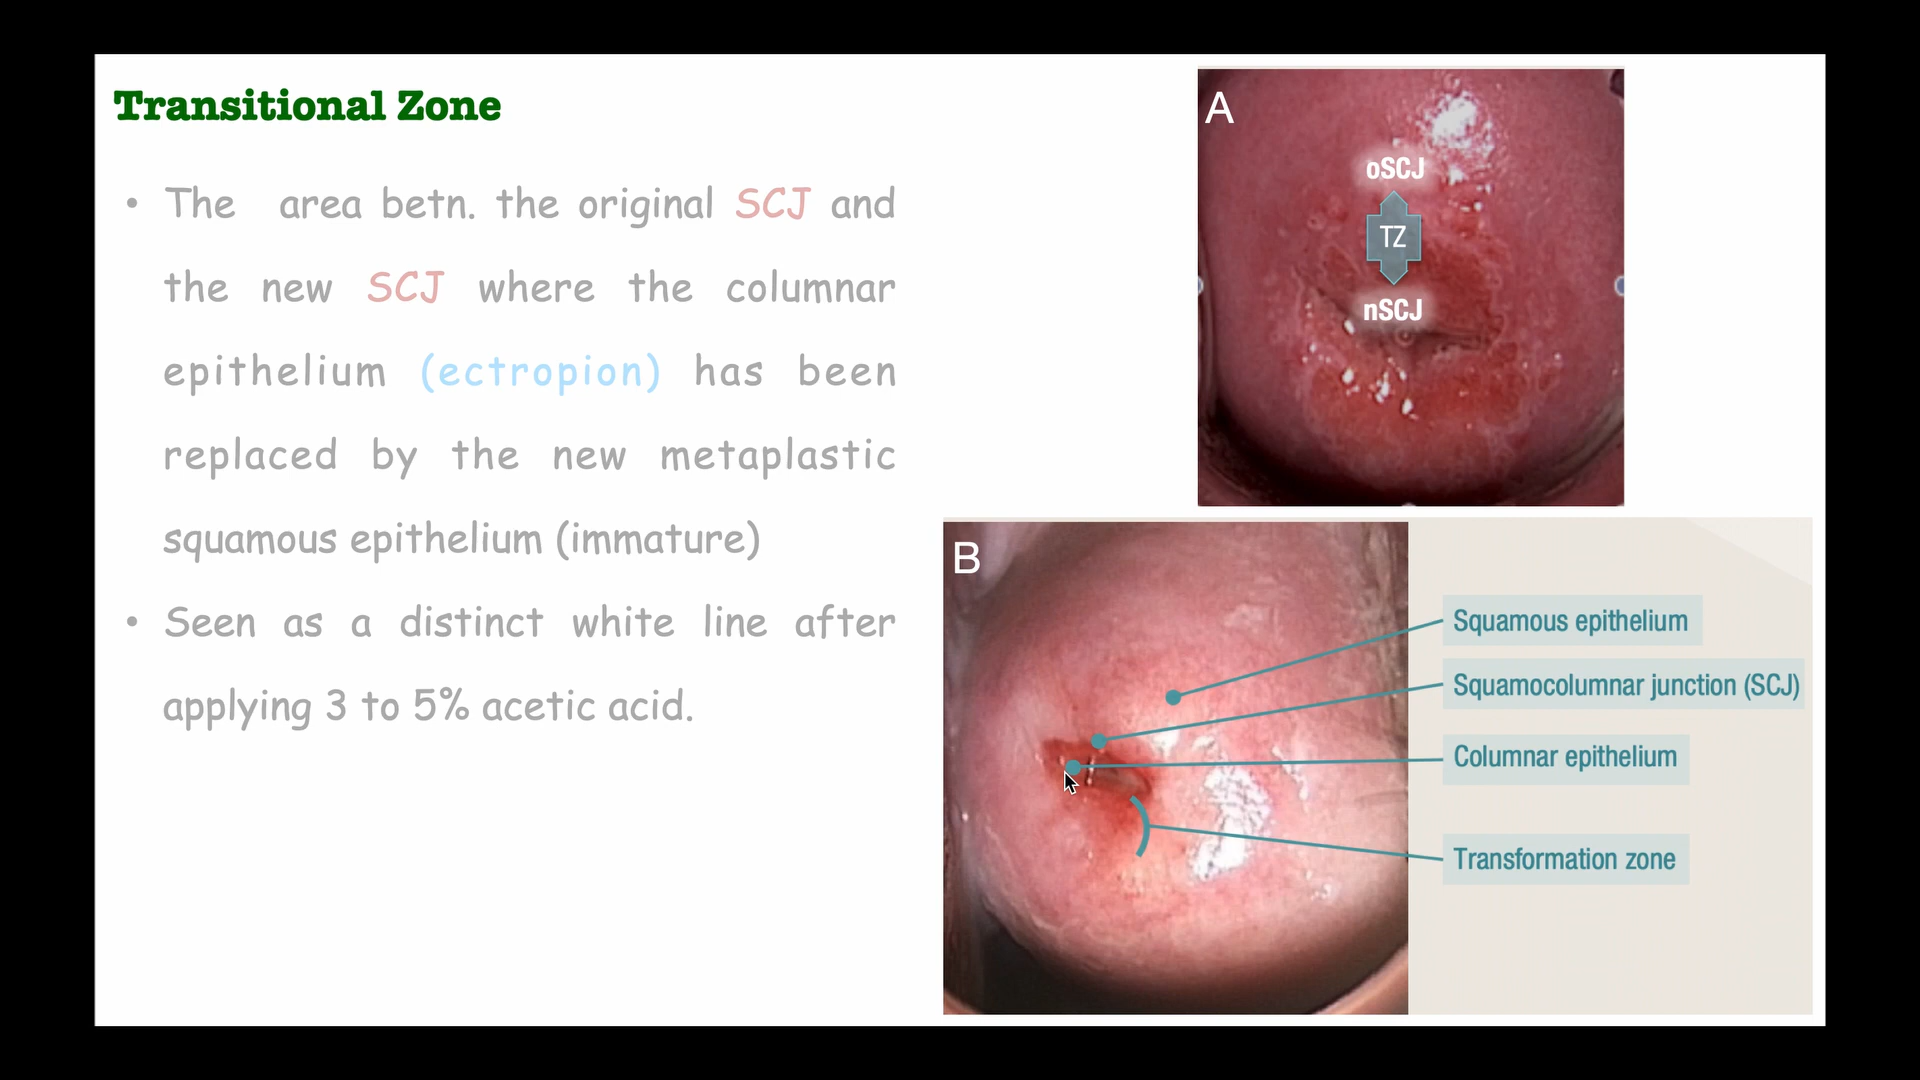 Transitional Zone
• The area betn. the original SCJ and
the new SCJ where the columnar
epithelium (ectropion) has been
replaced by the new metaplastic
squamous epithelium (immature)
• Seen as a distinct white line after
applying 3 to 5% acetic acid.
A
oSCJ
TZ
nSCJ
B
Squamous epithelium
Squamocolumnar junction (SCJ)
Columnar epithelium
Transformation zone